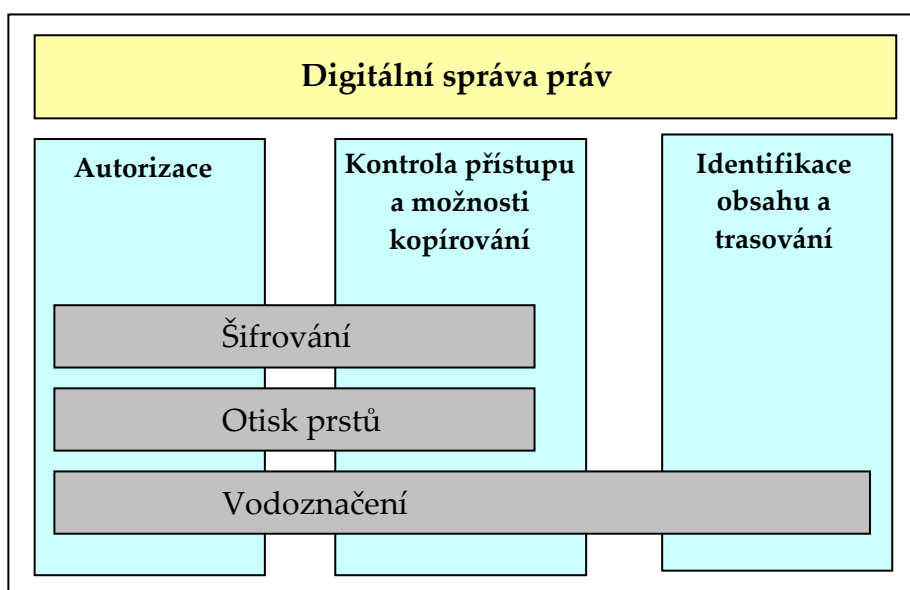 Digitální správa práv
Autorizace
Kontrola přístupu
a možnosti
kopírování
Identifikace
obsahu a
trasování
Šifrování
Otisk prstů
Vodoznačení